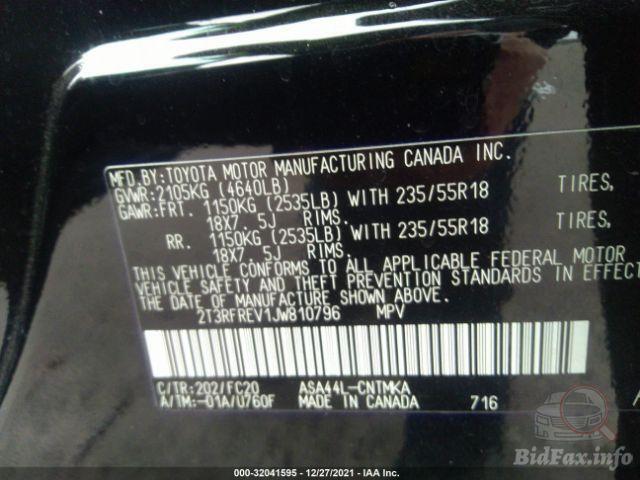 MFD.BY:TOYOTA MOTOR MANUFACTURING CANADA INC.
GVWR:2105KG (4640LB)
GAWR:FRT. 1150KG (2535LB) WITH 235/55R18 TIRES,
18X7. 5J RIMS.
RR. 1150KG (2535LB) WITH 235/55R18 TIRES,
18X7. 5J RIMS.
THIS VEHICLE CONFORMS TO ALL APPLICABLE FEDERAL MOTOR
VEHICLE SAFETY AND THEFT PREVENTION STANDARDS IN EFFECT
THE DATE OF MANUFACTURE.
2T3RFREV1JW810796 MPV
C/TR:202/FC20 ASA44L-CNTMKA
A/TM:-01A/U760F MADE IN CANADA 716
BidFax.info
000-32041595 - 12/27/2021 - IAA Inc.